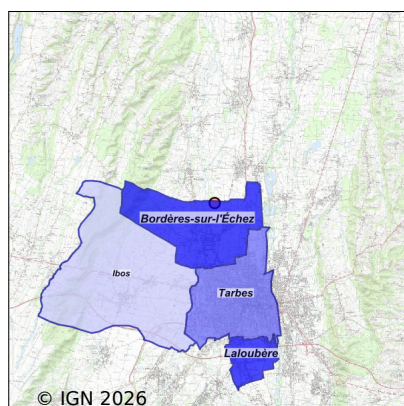 Bordères-sur-l'Échez
Ibos
Tarbes
Laloubère
© IGN 2026